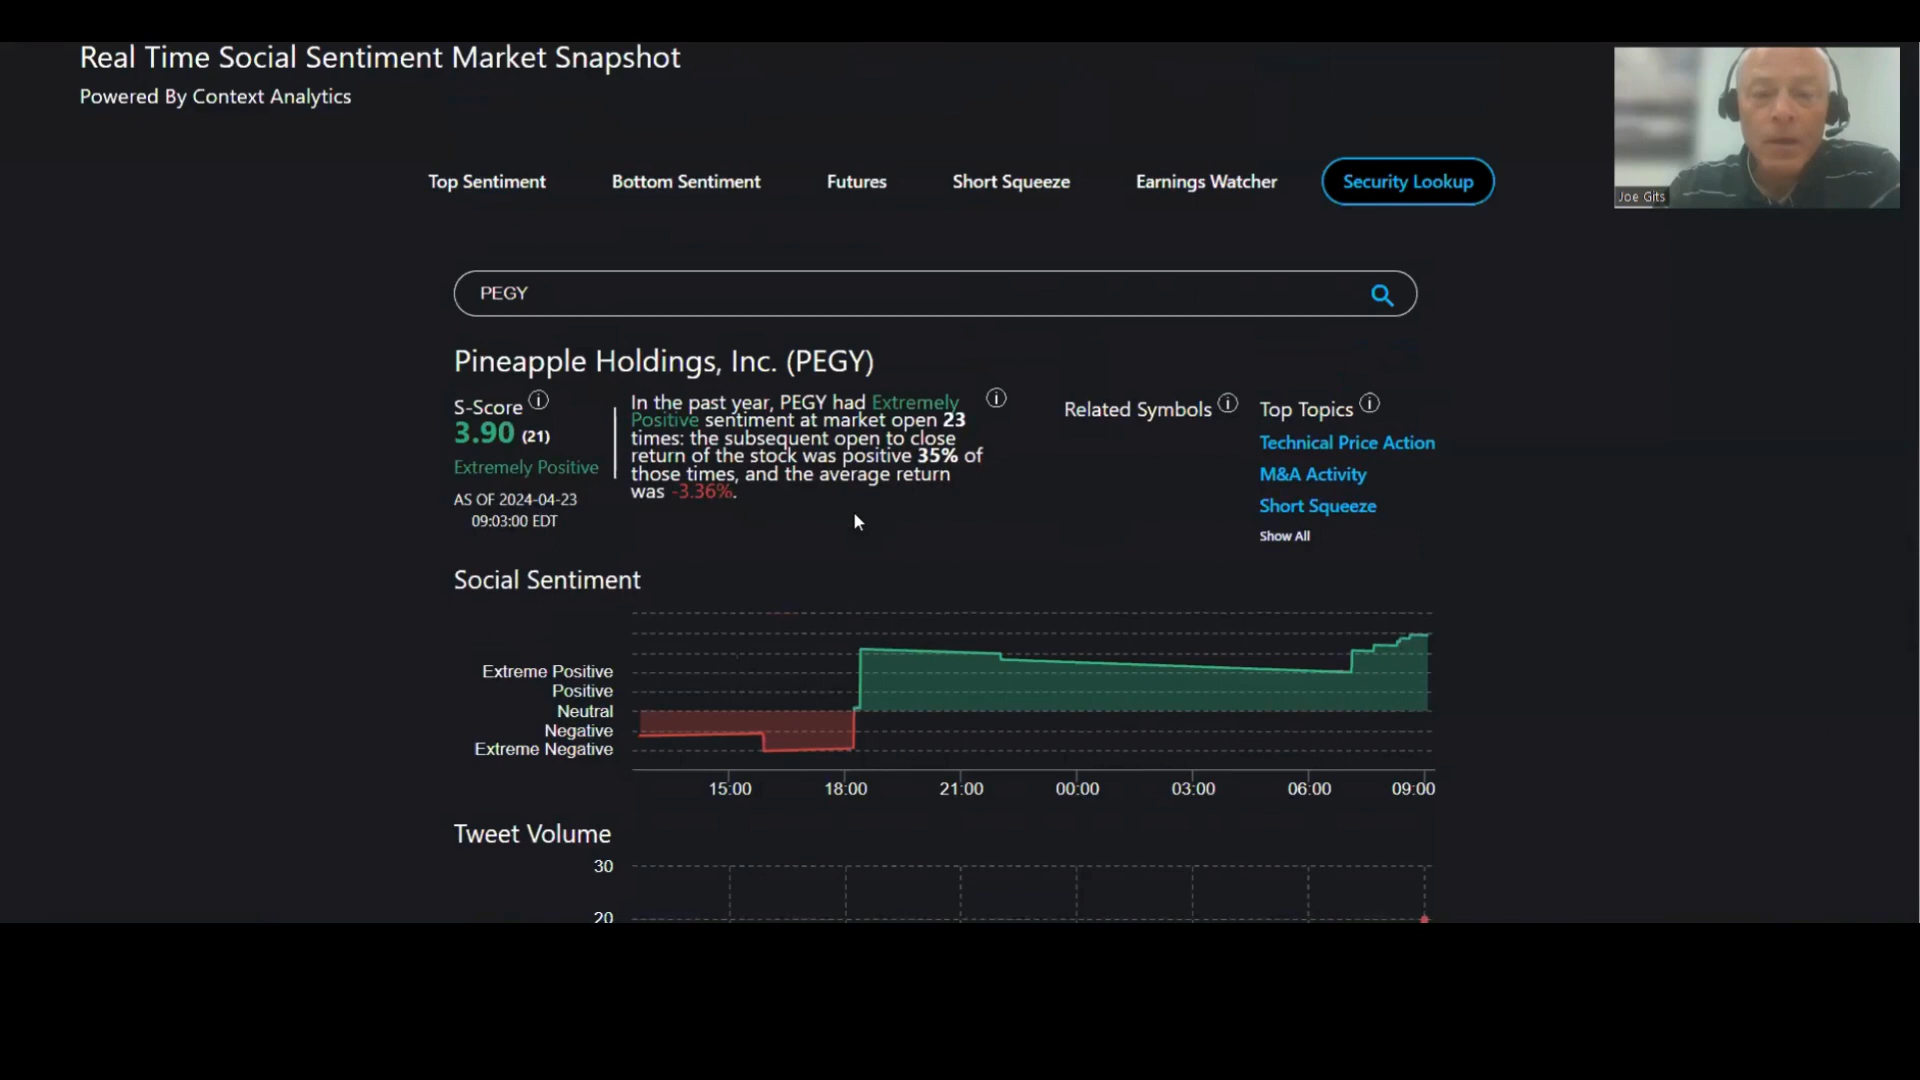 Real Time Social Sentiment Market Snapshot
Powered By Context Analytics
Top Sentiment
Bottom Sentiment
Futures
Short Squeeze
Earnings Watcher
Security Lookup
Joe Gits
PEGY
Pineapple Holdings, Inc. (PEGY)
S-Score
3.90 (21)
Extremely Positive
AS OF 2024-04-23
09:03:00 EDT
In the past year, PEGY had Extremely
Positive sentiment at market open 23
times: the subsequent open to close
return of the stock was positive 35% of
those times, and the average return
was -3.36%.
Related Symbols
Top Topics
Technical Price Action
M&A Activity
Short Squeeze
Show All
Social Sentiment
Extreme Positive
Positive
Neutral
Negative
Extreme Negative
15:00 18:00 21:00 00:00 03:00 06:00 09:00
Tweet Volume
30
20